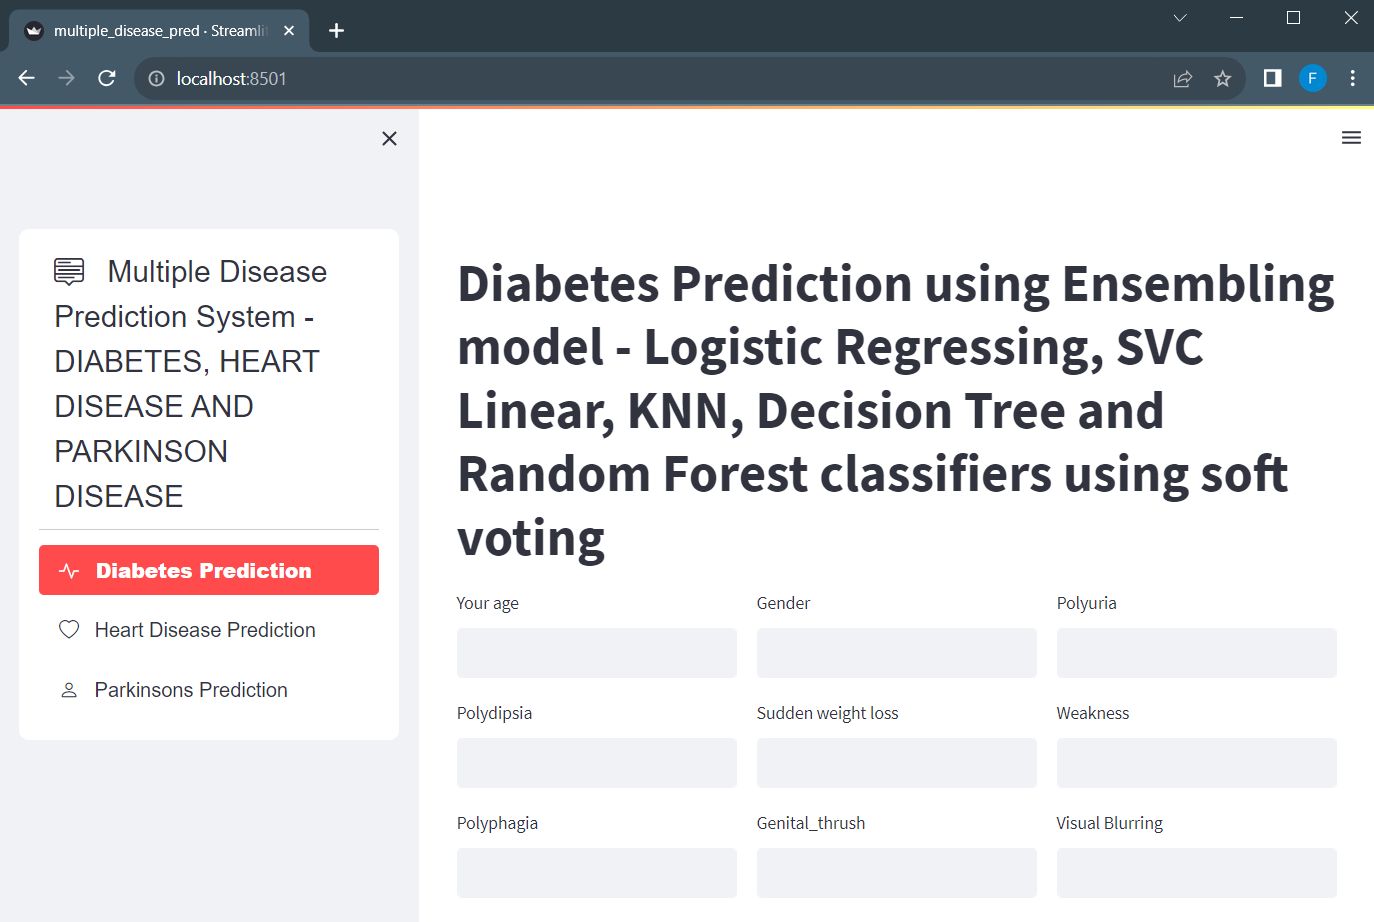 multiple_disease_pred · Streamlit
localhost:8501
F
Multiple Disease
Prediction System -
DIABETES, HEART
DISEASE AND
PARKINSON
DISEASE
Diabetes Prediction
Heart Disease Prediction
Parkinsons Prediction
Diabetes Prediction using Ensembling
model - Logistic Regressing, SVC
Linear, KNN, Decision Tree and
Random Forest classifiers using soft
voting
Your age
Gender
Polyuria
Polydipsia
Sudden weight loss
Weakness
Polyphagia
Genital_thrush
Visual Blurring